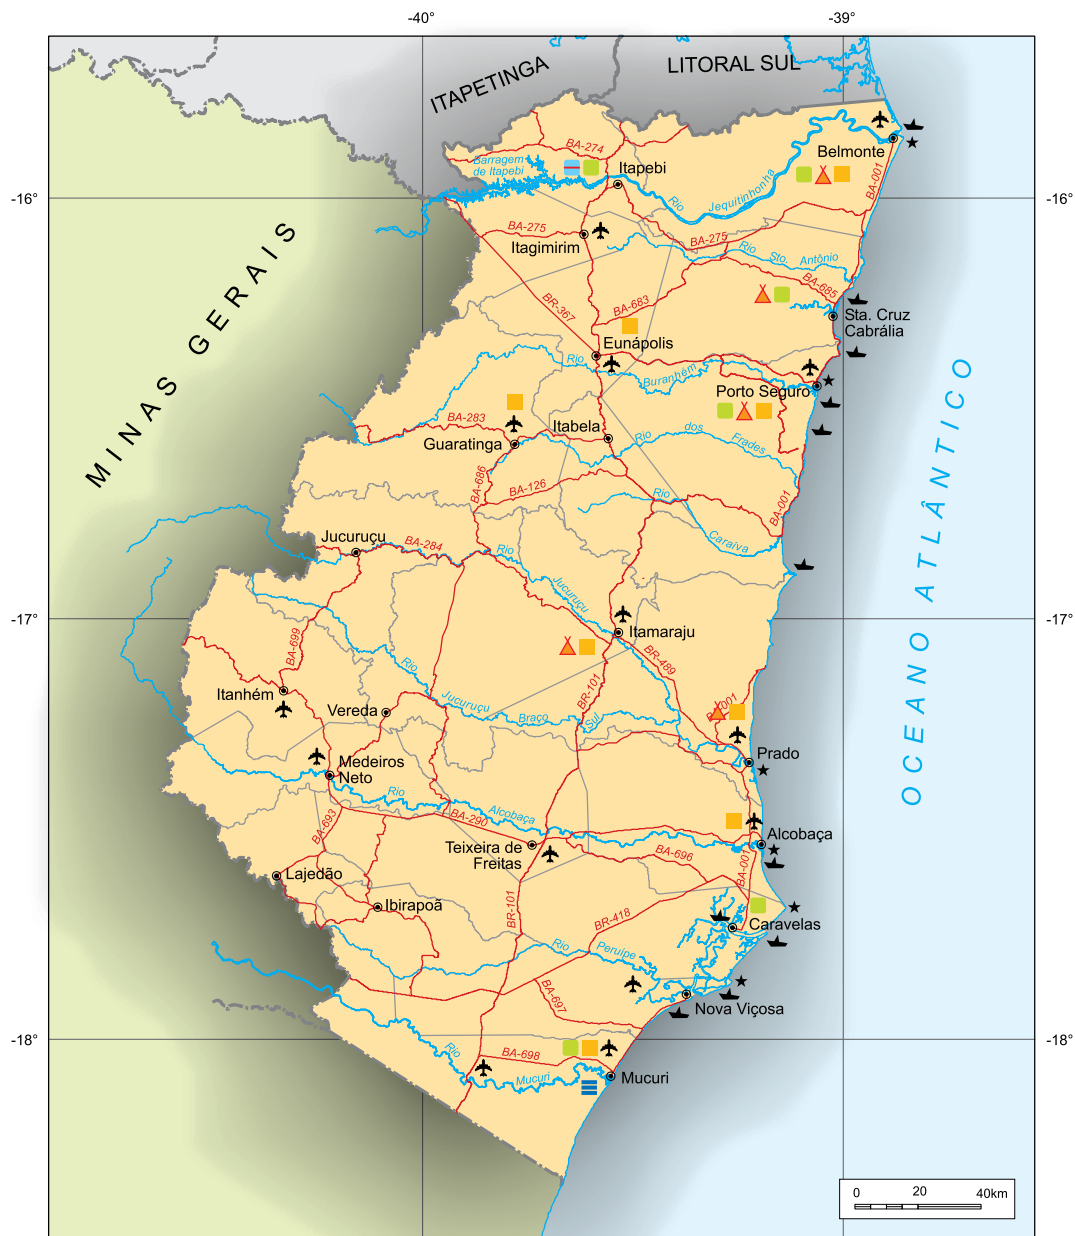 -40°
-39°
ITAPETINGA
LITORAL SUL
BA-274
Barragem
de Itapebi
Itapebi
Belmonte
BA-001
-16°
-16°
Rio
Jequitinhonha
BA-275
Itagimirim
BA-275
Rio
Sto.
Antônio
BA-685
BR-367
BA-683
Sta. Cruz
Cabrália
Eunápolis
Rio
Buranhém
Porto Seguro
MINAS GERAIS
OCEANO ATLÂNTICO
BA-283
Guaratinga
Itabela
Rio
dos
Frades
BA-686
BA-126
Rio
BA-001
Caraíva
Jucuruçu
BA-284
Rio
Jucuruçu
-17°
-17°
Itamaraju
BA-699
BR-489
Rio
Itanhém
Jucuruçu
Braço
Sul
BR-101
Vereda
BA-001
Prado
Medeiros
Neto
Rio
Alcobaça
BA-290
BA-693
Alcobaça
Teixeira de
Freitas
BA-696
BA-001
Lajedão
Ibirapoã
BR-101
BR-418
Caravelas
Rio
Peruípe
BA-697
Nova Viçosa
-18°
-18°
Rio
BA-698
Mucuri
Mucuri
0
20
40km